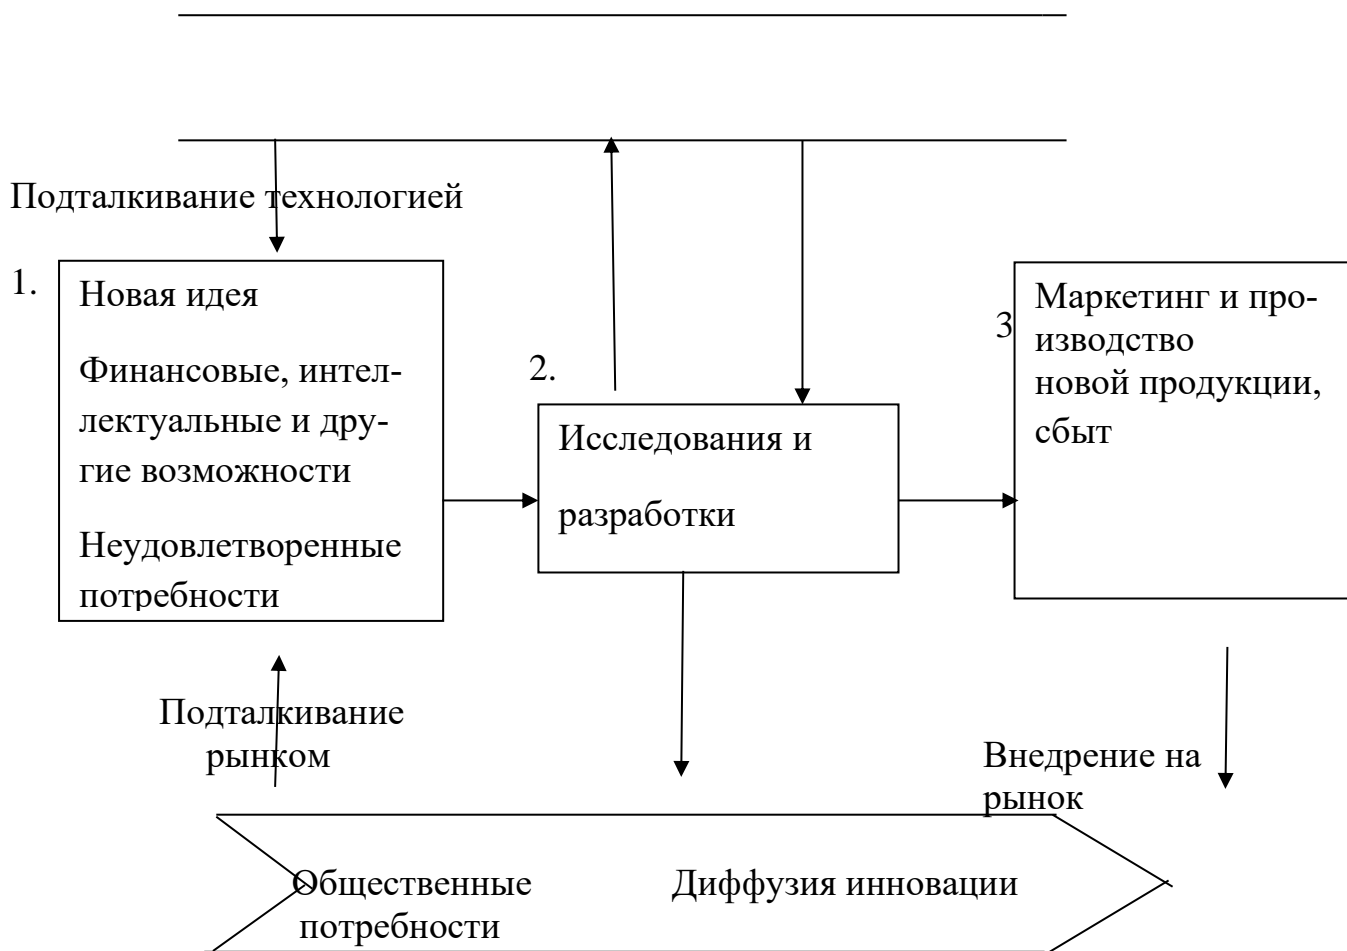 Подталкивание технологией
1.
Новая идея
Финансовые, интел-
лектуальные и дру-
гие возможности
Неудовлетворенные
потребности
2.
Исследования и
разработки
3
Маркетинг и про-
изводство
новой продукции,
сбыт
Подталкивание
рынком
Внедрение на
рынок
Общественные
потребности
Диффузия инновации